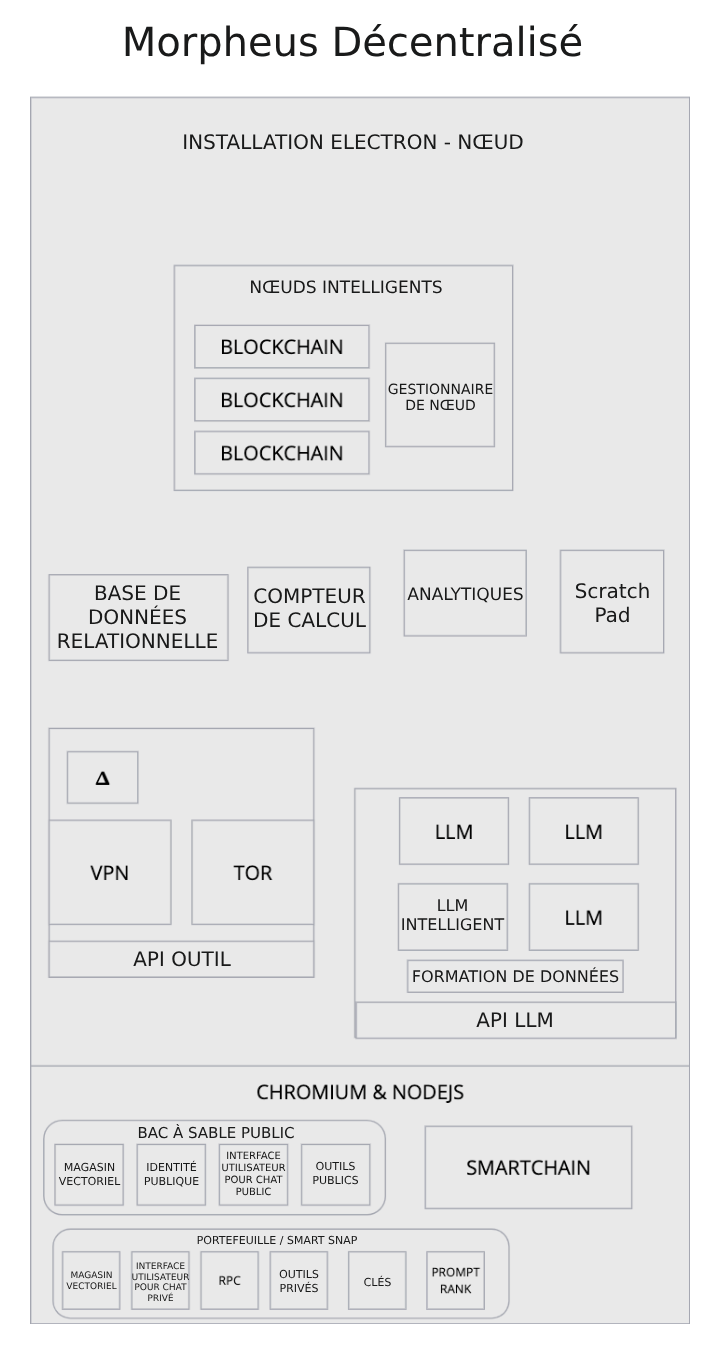 Morpheus Décentralisé
INSTALLATION ELECTRON - NŒUD
NŒUDS INTELLIGENTS
BLOCKCHAIN
BLOCKCHAIN
BLOCKCHAIN
GESTIONNAIRE
DE NŒUD
BASE DE
DONNÉES
RELATIONNELLE
COMPTEUR
DE CALCUL
ANALYTIQUES
Scratch
Pad
Δ
VPN
TOR
API OUTIL
LLM
LLM
LLM
INTELLIGENT
LLM
FORMATION DE DONNÉES
API LLM
CHROMIUM & NODEJS
BAC À SABLE PUBLIC
MAGASIN
VECTORIEL
IDENTITÉ
PUBLIQUE
INTERFACE
UTILISATEUR
POUR CHAT
PUBLIC
OUTILS
PUBLICS
SMARTCHAIN
PORTEFEUILLE / SMART SNAP
MAGASIN
VECTORIEL
INTERFACE
UTILISATEUR
POUR CHAT
PRIVÉ
RPC
OUTILS
PRIVÉS
CLÉS
PROMPT
RANK